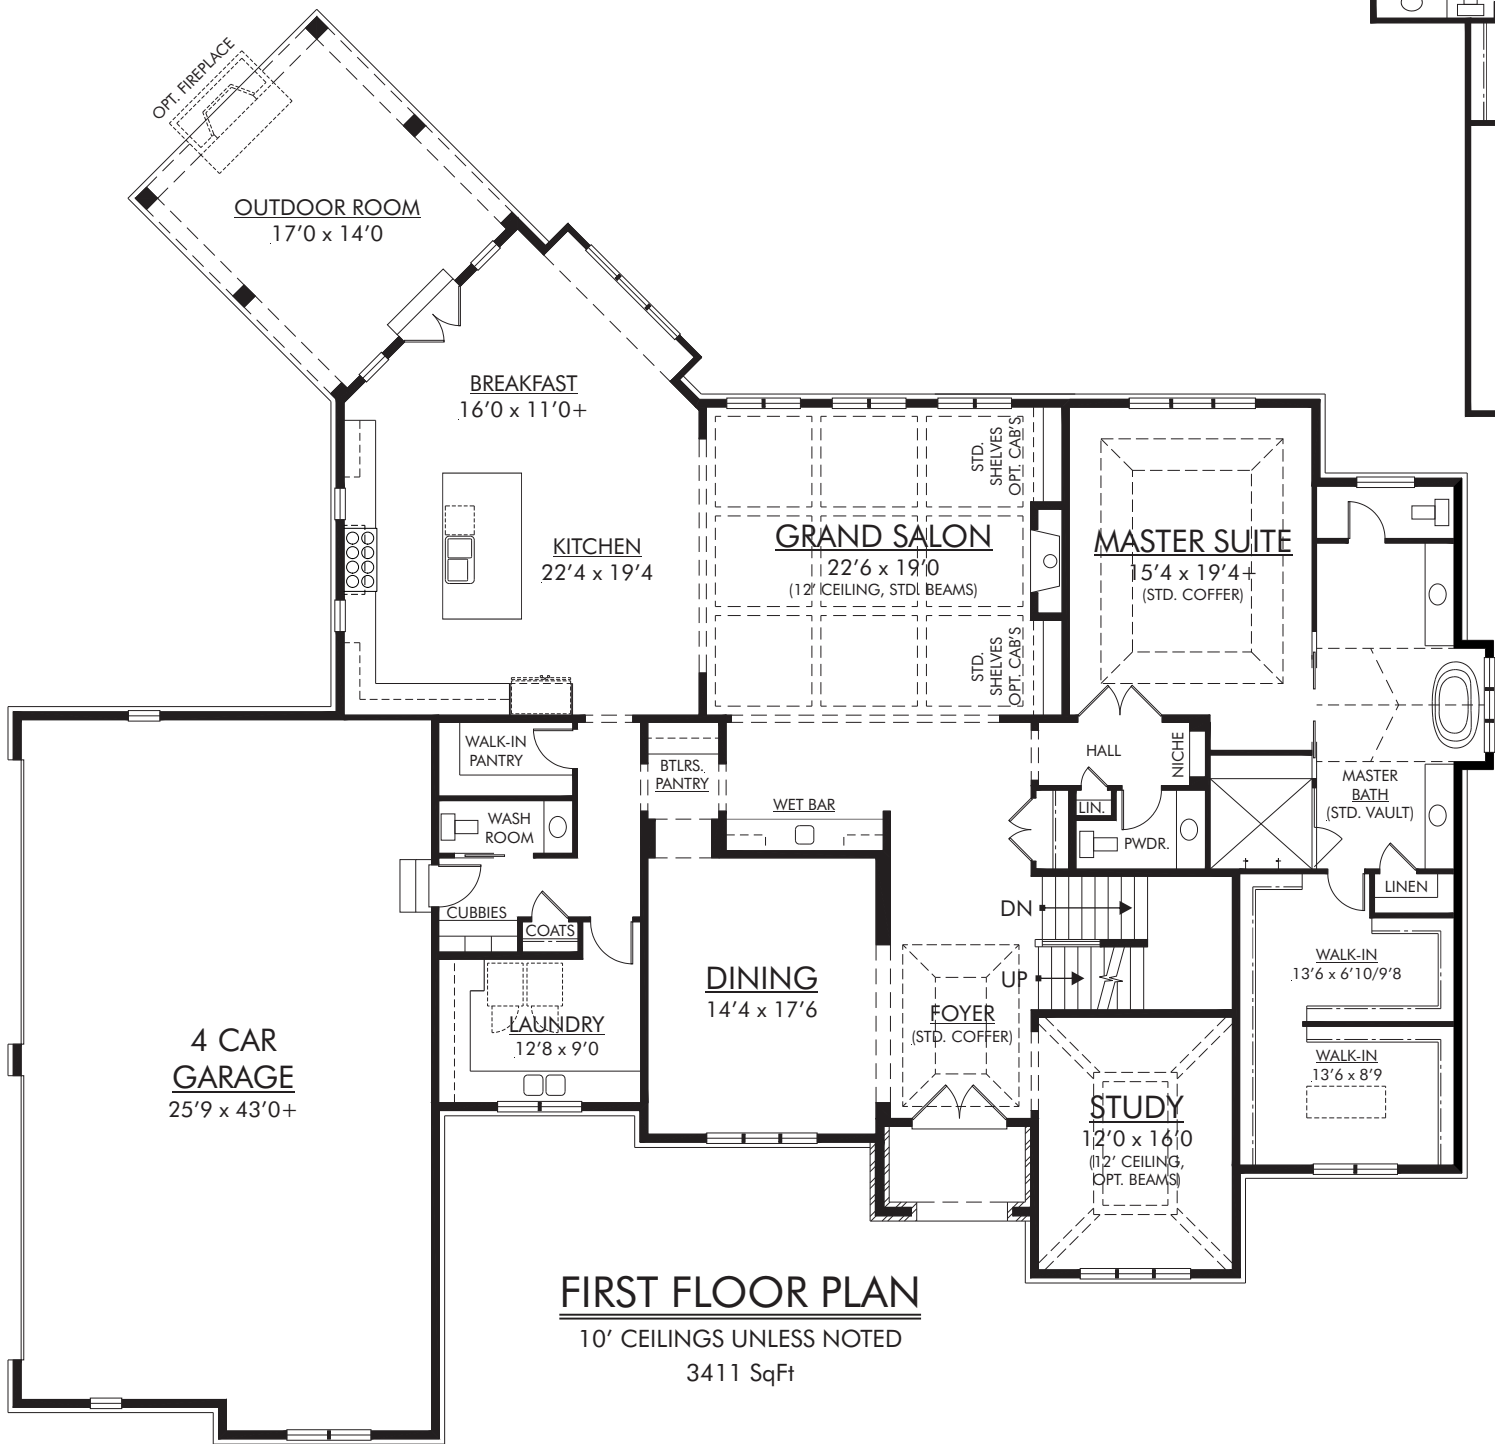 OPT. FIREPLACE
OUTDOOR ROOM
17'0 x 14'0
BREAKFAST
16'0 x 11'0+
KITCHEN
22'4 x 19'4
STD.
SHELVES
OPT. CAB'S
GRAND SALON
22'6 x 19'0
(12' CEILING, STD. BEAMS)
STD.
SHELVES
OPT. CAB'S
MASTER SUITE
15'4 x 19'4+
(STD. COFFER)
WALK-IN
PANTRY
BTLRS.
PANTRY
HALL
NICHE
MASTER
BATH
(STD. VAULT)
WASH
ROOM
WET BAR
LIN.
PWDR.
LINEN
CUBBIES
COATS
DN
UP
WALK-IN
13'6 x 6'10/9'8
DINING
14'4 x 17'6
FOYER
(STD. COFFER)
LAUNDRY
12'8 x 9'0
4 CAR
GARAGE
25'9 x 43'0+
WALK-IN
13'6 x 8'9
STUDY
12'0 x 16'0
(12' CEILING,
OPT. BEAMS)
FIRST FLOOR PLAN
10' CEILINGS UNLESS NOTED
3411 SqFt